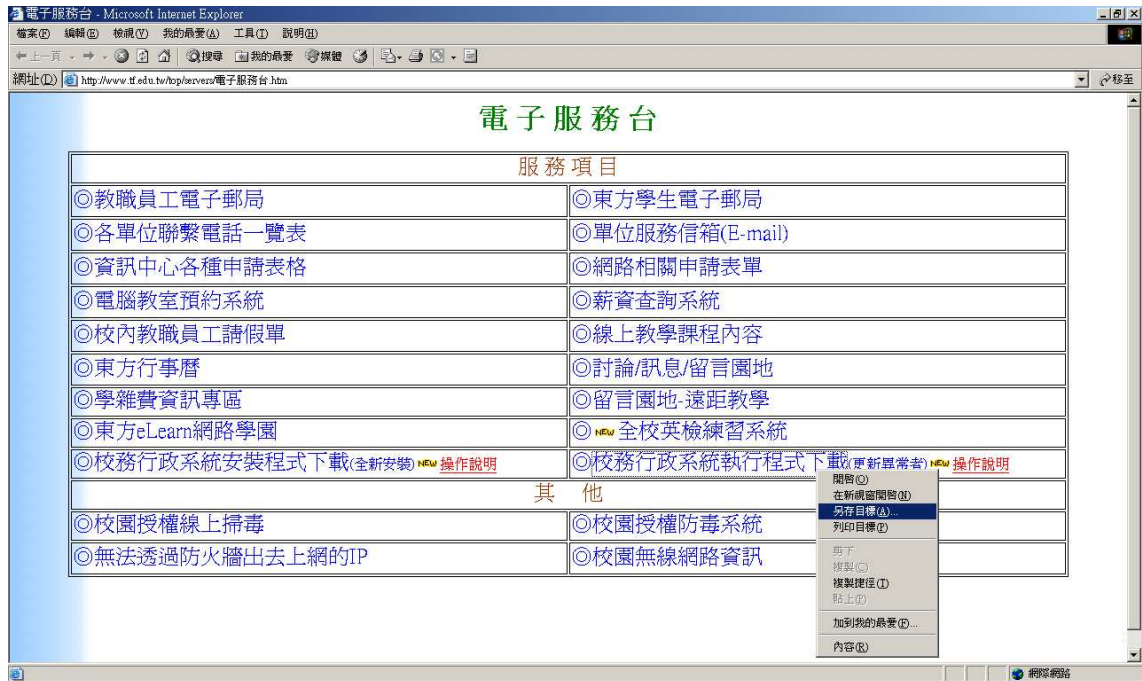 電子服務台 - Microsoft Internet Explorer
檔案(F) 編輯(E) 檢視(V) 我的最愛(A) 工具(T) 說明(H)
上一頁 搜尋 我的最愛 媒體
網址(D) http://www.tf.edu.tw/top/servers/電子服務台.htm 移至
電子服務台
服務項目
◎教職員工電子郵局 ◎東方學生電子郵局
◎各單位聯繫電話一覽表 ◎單位服務信箱(E-mail)
◎資訊中心各種申請表格 ◎網路相關申請表單
◎電腦教室預約系統 ◎薪資查詢系統
◎校內教職員工請假單 ◎線上教學課程內容
◎東方行事曆 ◎討論/訊息/留言園地
◎學雜費資訊專區 ◎留言園地-遠距教學
◎東方eLearn網路學園 ◎NEW 全校英檢練習系統
◎校務行政系統安裝程式下載(全新安裝) NEW 操作說明 ◎校務行政系統執行程式下載(更新異常者) NEW 操作說明
其 他
◎校園授權線上掃毒 ◎校園授權防毒系統
◎無法透過防火牆出去上網的IP ◎校園無線網路資訊
開啟(O)
在新視窗開啟(N)
另存目標(A)...
列印目標(P)
剪下
複製(C)
複製捷徑(T)
貼上(P)
加到我的最愛(F)...
內容(R)
網際網路